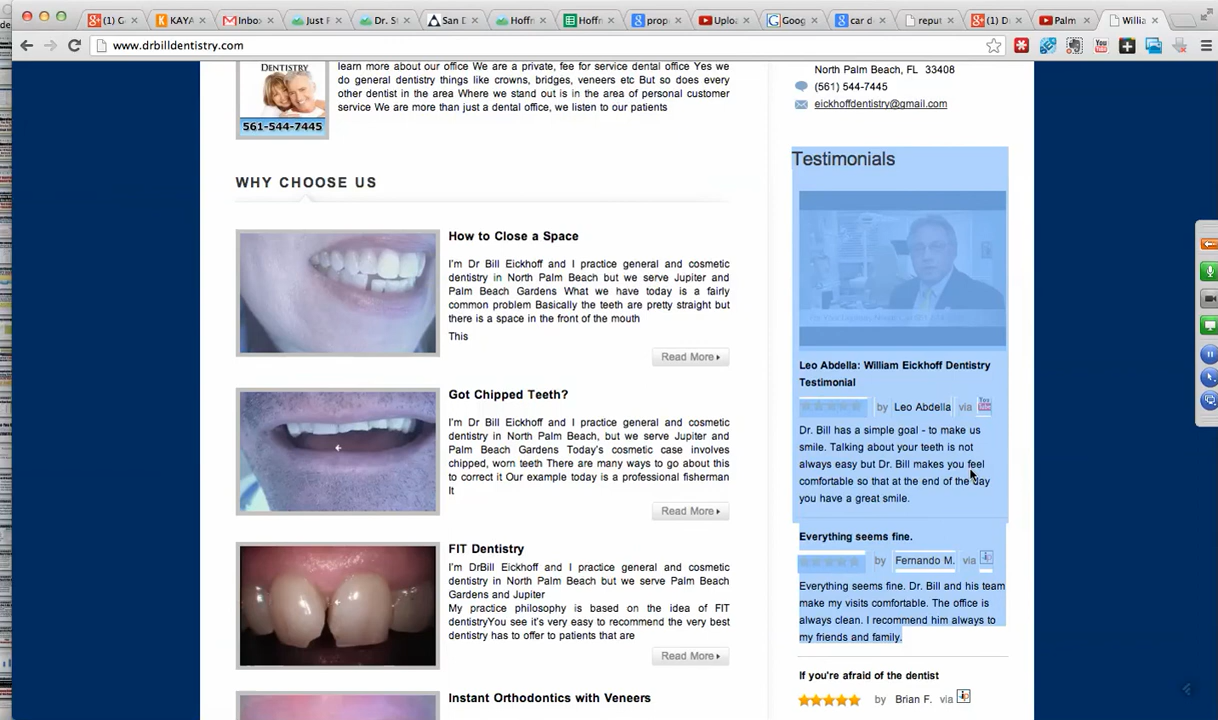 Inbo
Just F
Dr. S
San D
Hoffn
Hoffn
prop
Uploa
Goog
car d
reput
Palm
Willia
www.drbilldentistry.com
DENTISTRY
561-544-7445
learn more about our office We are a private, fee for service dental office Yes we
do general dentistry things like crowns, bridges, veneers etc But so does every
other dentist in the area Where we stand out is in the area of personal customer
service We are more than just a dental office, we listen to our patients
WHY CHOOSE US
How to Close a Space
I'm Dr Bill Eickhoff and I practice general and cosmetic
dentistry in North Palm Beach but we serve Jupiter and
Palm Beach Gardens What we have today is a fairly
common problem Basically the teeth are pretty straight but
there is a space in the front of the mouth
This
Read More
Got Chipped Teeth?
I'm Dr Bill Eickhoff and I practice general and cosmetic
dentistry in North Palm Beach, but we serve Jupiter and
Palm Beach Gardens Today's cosmetic case involves
chipped, worn teeth There are many ways to go about this
to correct it Our example today is a professional fisherman
It
Read More
FIT Dentistry
I'm DrBill Eickhoff and I practice general and cosmetic
dentistry in North Palm Beach but we serve Palm Beach
Gardens and Jupiter
My practice philosophy is based on the idea of FIT
dentistryYou see it's very easy to recommend the very best
dentistry has to offer to patients that are
Read More
Instant Orthodontics with Veneers
North Palm Beach, FL 33408
(561) 544-7445
eickhoffdentistry@gmail.com
Testimonials
Leo Abdella: William Eickhoff Dentistry
Testimonial
by Leo Abdella via You Tube
Dr. Bill has a simple goal - to make us
smile. Talking about your teeth is not
always easy but Dr. Bill makes you feel
comfortable so that at the end of the day
you have a great smile.
Everything seems fine.
by Fernando M. via
Everything seems fine. Dr. Bill and his team
make my visits comfortable. The office is
always clean. I recommend him always to
my friends and family.
If you're afraid of the dentist
by Brian F. via